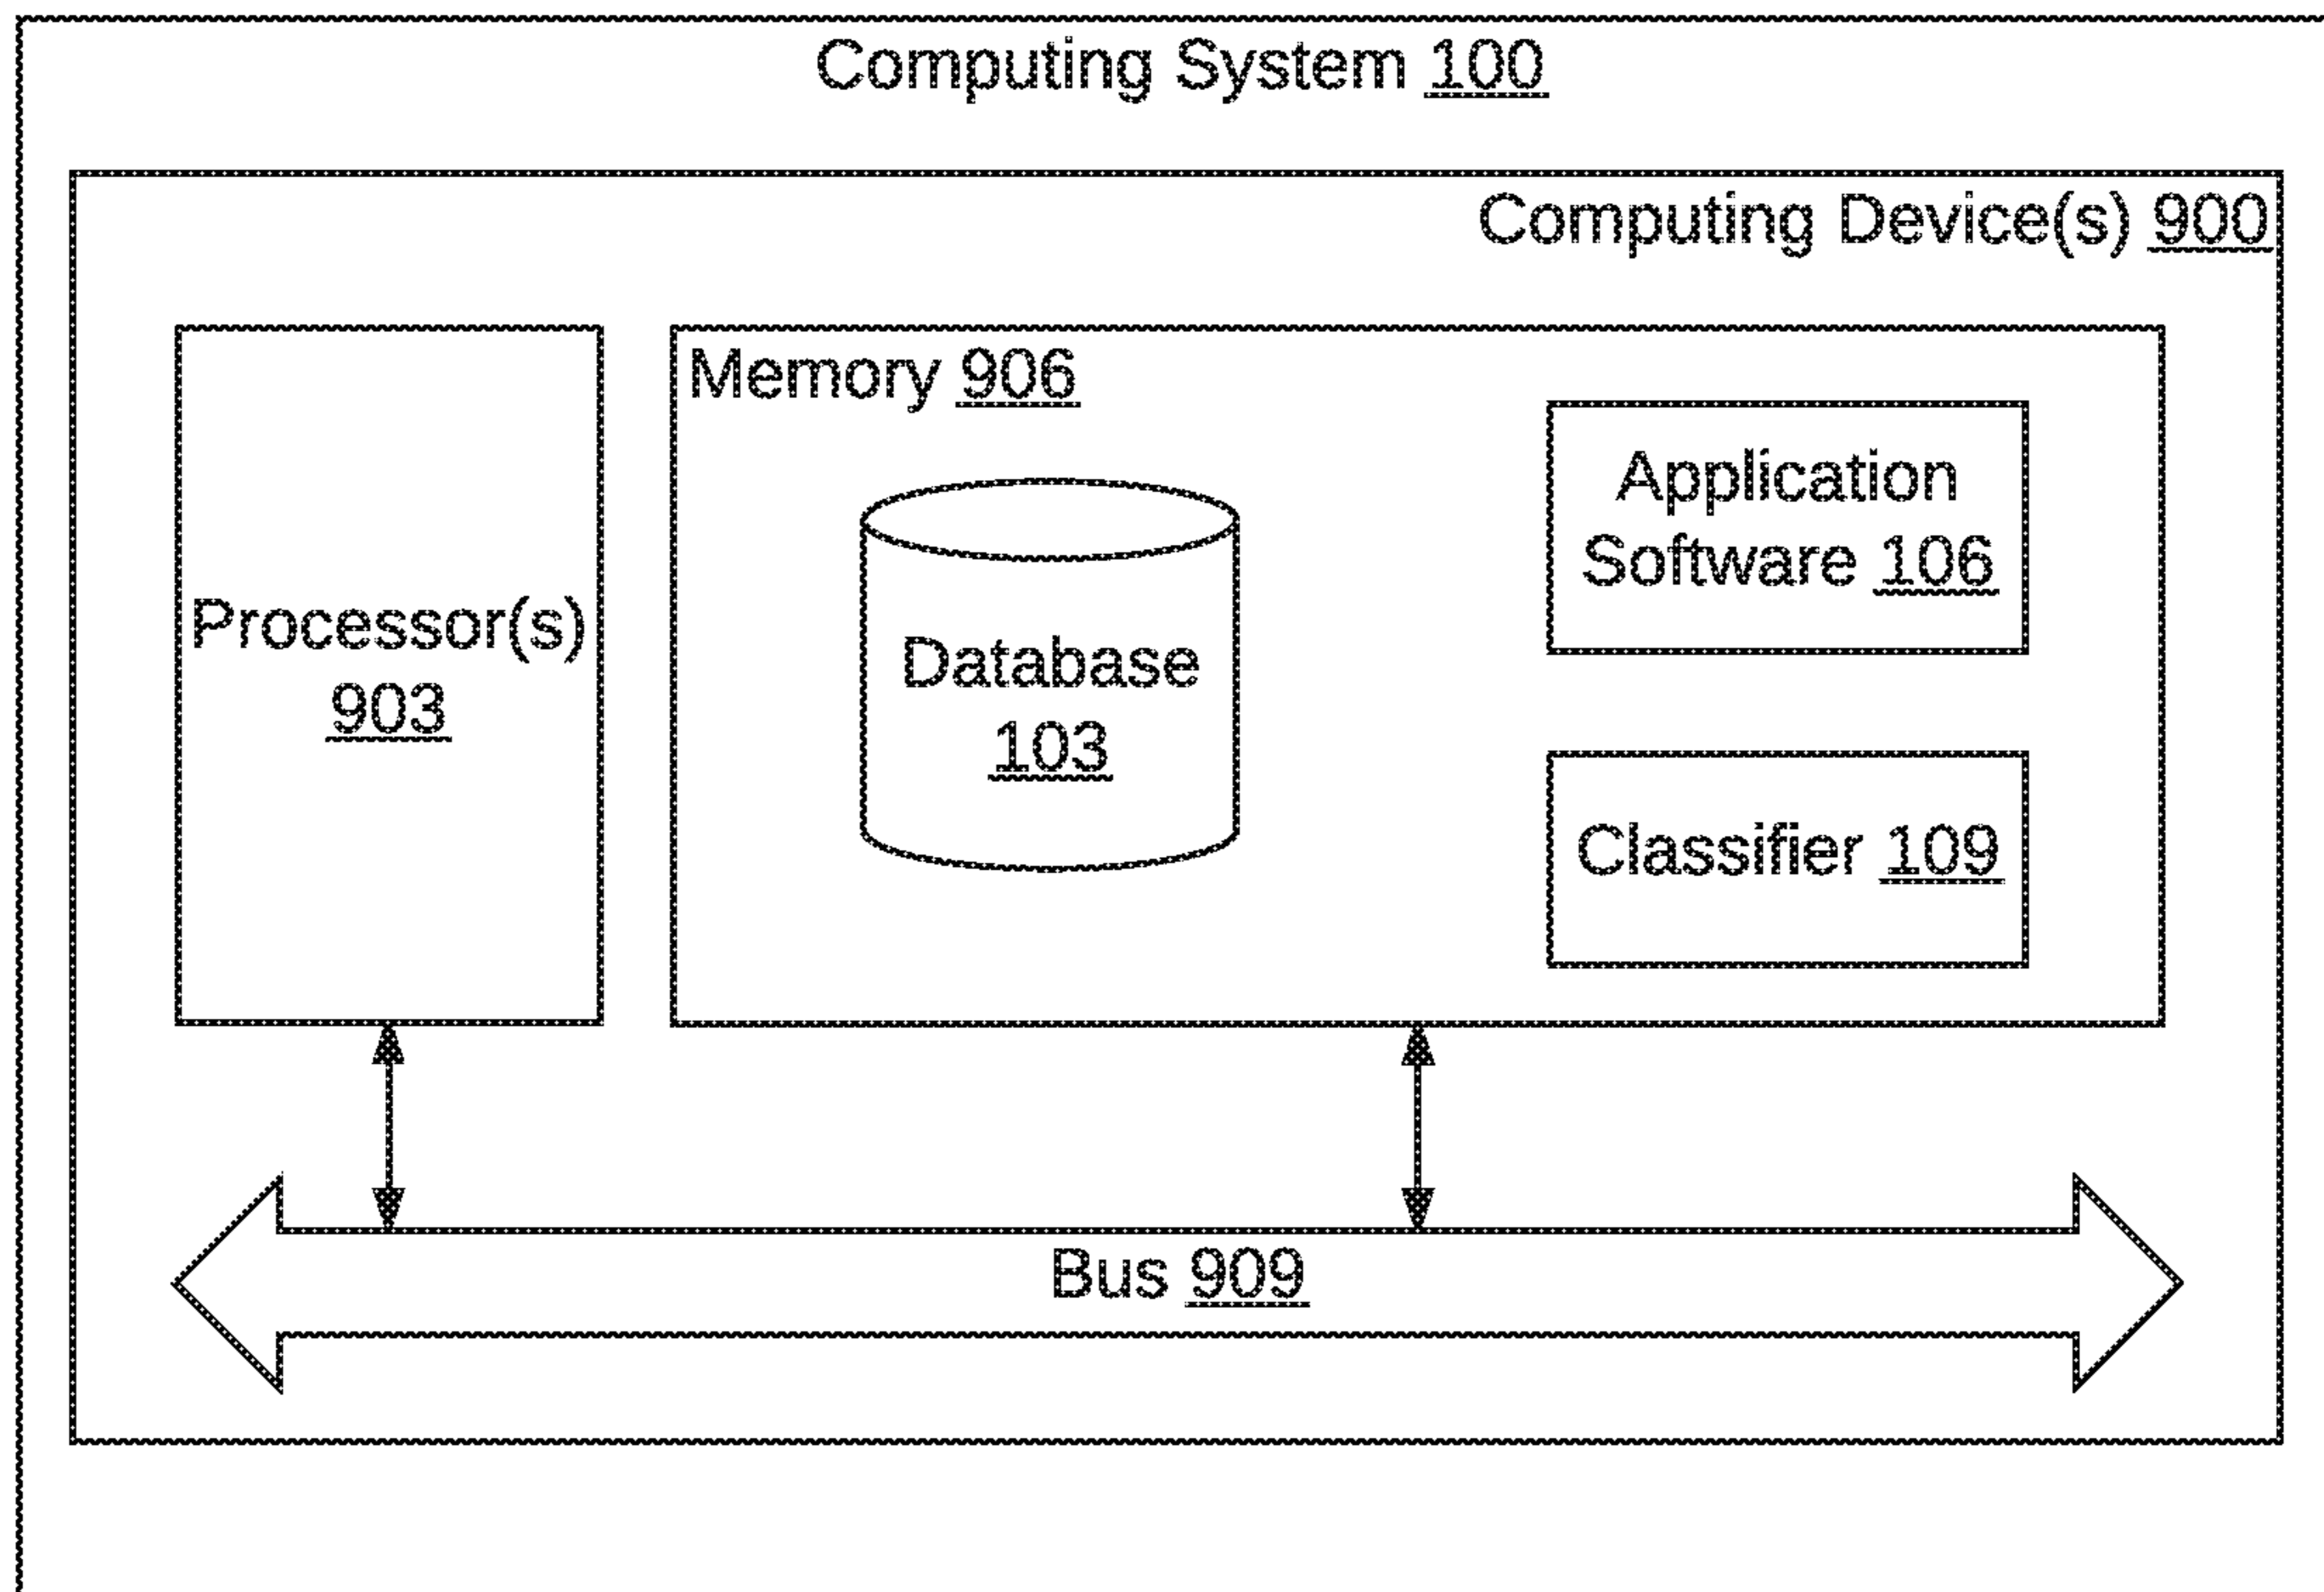 Computing System 100
Computing Device(s) 900
Processor(s)
903
Memory 906
Database
103
Application
Software 106
Classifier 109
Bus 909